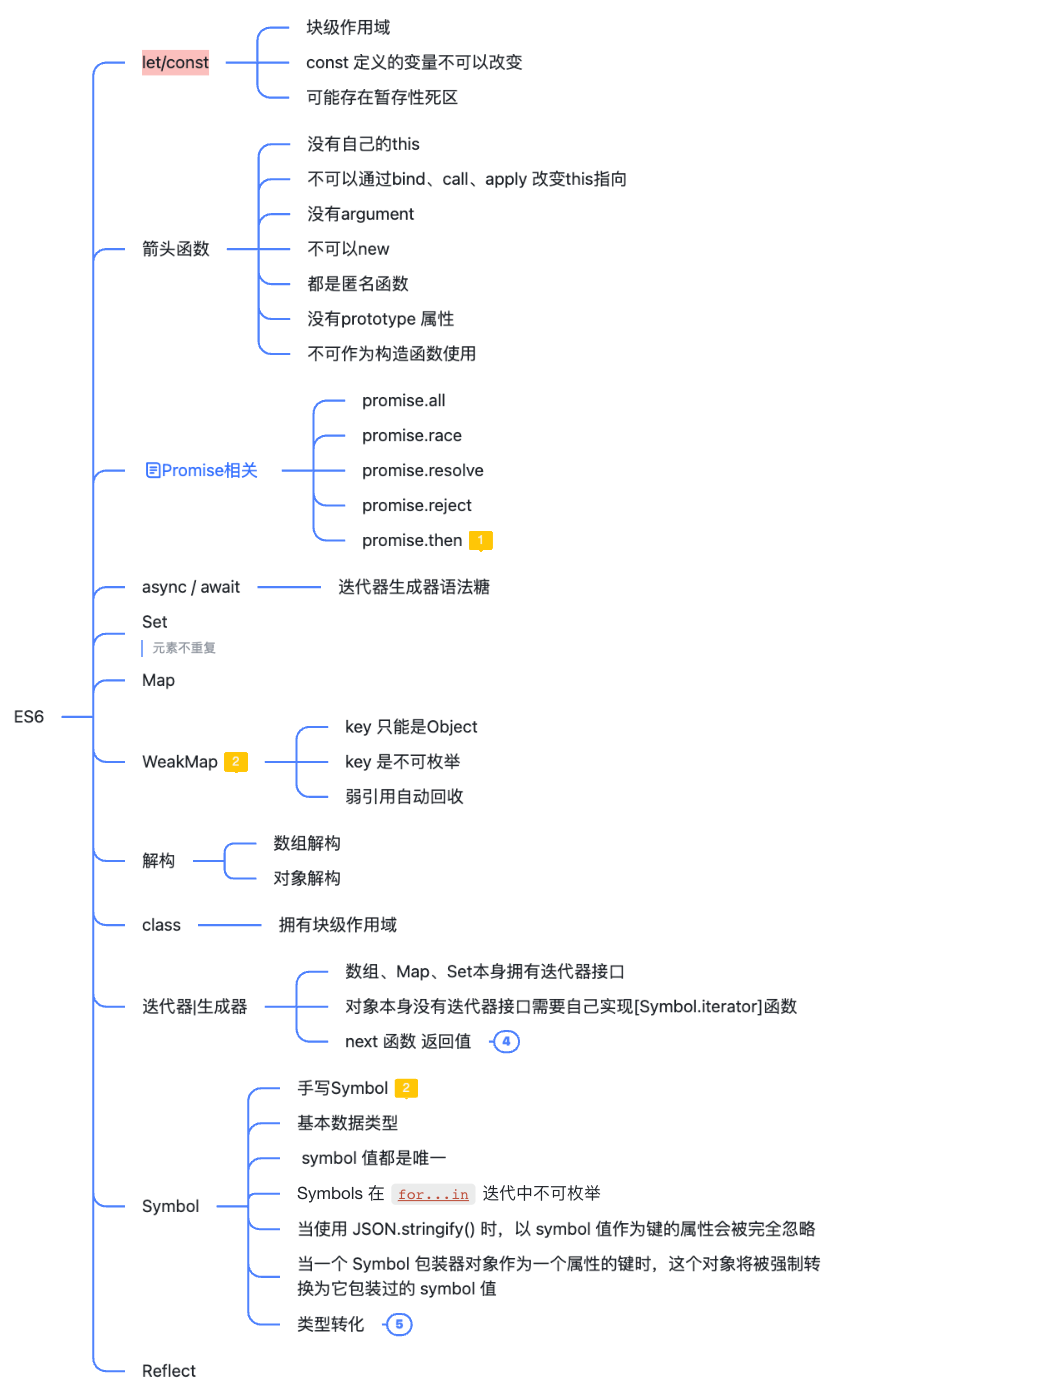 块级作用域
let/const
const 定义的变量不可以改变
可能存在暂存性死区
没有自己的this
不可以通过bind、call、apply 改变this指向
没有argument
箭头函数
不可以new
都是匿名函数
没有prototype 属性
不可作为构造函数使用
promise.all
promise.race
Promise相关
promise.resolve
promise.reject
promise.then 1
async / await
迭代器生成器语法糖
Set
元素不重复
Map
ES6
key 只能是Object
WeakMap 2
key 是不可枚举
弱引用自动回收
数组解构
解构
对象解构
class
拥有块级作用域
数组、Map、Set本身拥有迭代器接口
迭代器|生成器
对象本身没有迭代器接口需要自己实现[Symbol.iterator]函数
next 函数 返回值 4
手写Symbol 2
基本数据类型
symbol 值都是唯一
Symbols 在 for...in 迭代中不可枚举
Symbol
当使用 JSON.stringify() 时，以 symbol 值作为键的属性会被完全忽略
当一个 Symbol 包装器对象作为一个属性的键时，这个对象将被强制转
换为它包装过的 symbol 值
类型转化 5
Reflect